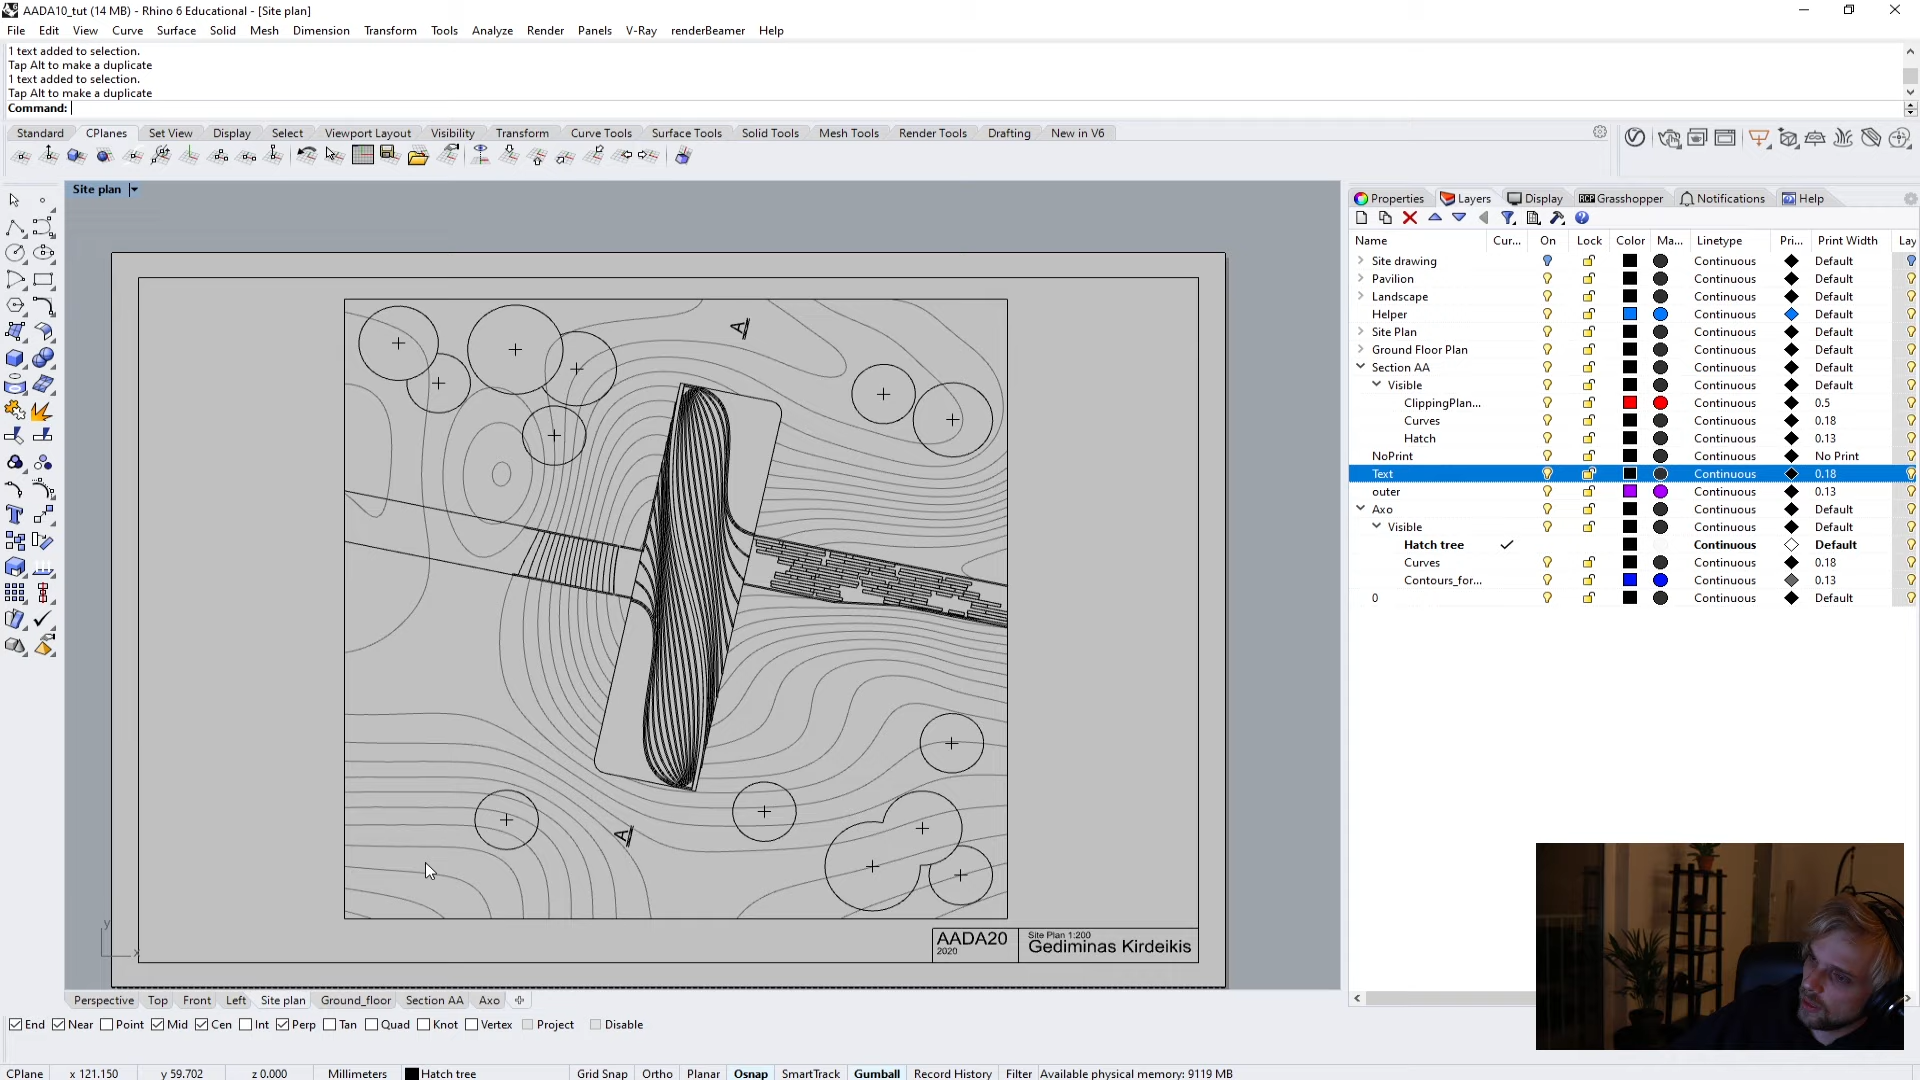 AADA10_tut (14 MB) - Rhino 6 Educational - [Site plan]
File Edit View Curve Surface Solid Mesh Dimension Transform Tools Analyze Render Panels V-Ray renderBeamer Help
1 text added to selection.
Tap Alt to make a duplicate
1 text added to selection.
Tap Alt to make a duplicate
Command:
Standard CPlanes Set View Display Select Viewport Layout Visibility Transform Curve Tools Surface Tools Solid Tools Mesh Tools Render Tools Drafting New in V6
Site plan
Properties Layers Display Grasshopper Notifications Help
Name Cur... On Lock Color Ma... Linetype Pri... Print Width Lay
Site drawing Continuous Default
Pavilion Continuous Default
Landscape Continuous Default
Helper Continuous Default
Site Plan Continuous Default
Ground Floor Plan Continuous Default
Section AA Continuous Default
Visible Continuous Default
ClippingPlan... Continuous 0.5
Curves Continuous 0.18
Hatch Continuous 0.13
NoPrint Continuous No Print
Text Continuous 0.18
outer Continuous 0.13
Axo Continuous Default
Visible Continuous Default
Hatch tree Continuous Default
Curves Continuous 0.18
Contours_for... Continuous 0.13
0 Continuous Default
A
A
AADA20
2020
Site Plan 1:200
Gediminas Kirdeikis
y
x
Perspective Top Front Left Site plan Ground_floor Section AA Axo
End Near Point Mid Cen Int Perp Tan Quad Knot Vertex Project Disable
CPlane x 121.150 y 59.702 z 0.000 Millimeters Hatch tree Grid Snap Ortho Planar Osnap SmartTrack Gumball Record History Filter Available physical memory: 9119 MB